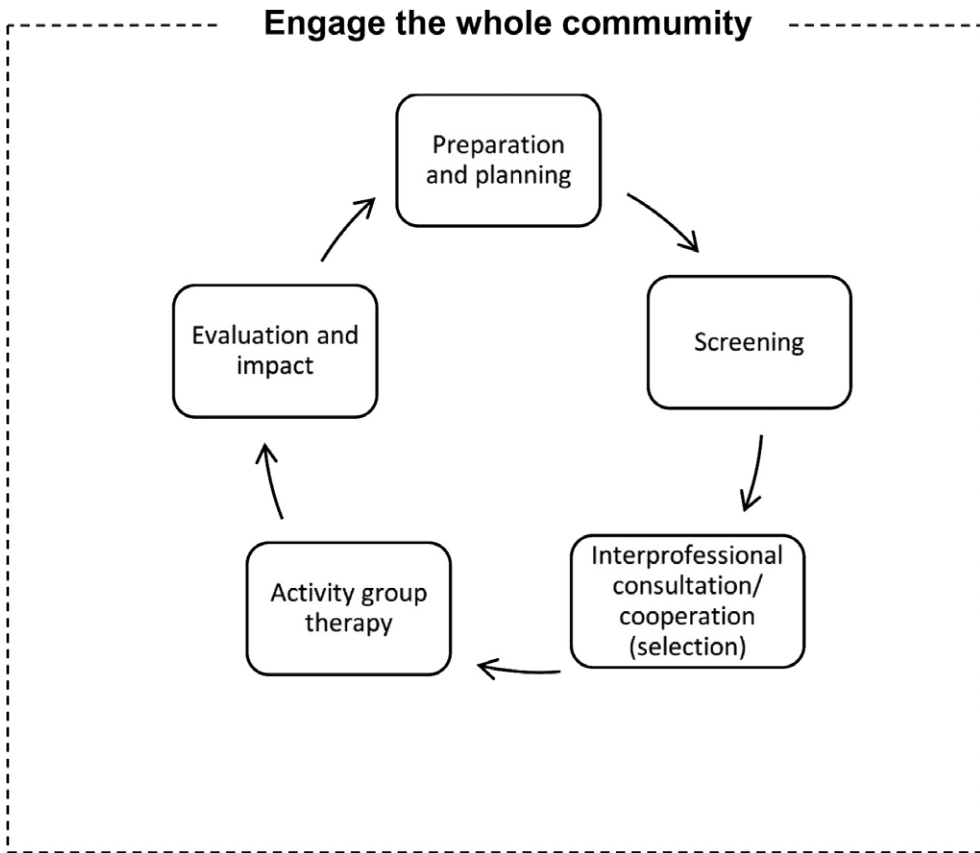 Engage the whole commumity
Preparation
and planning
Screening
Interprofessional
consultation/
cooperation
(selection)
Activity group
therapy
Evaluation and
impact